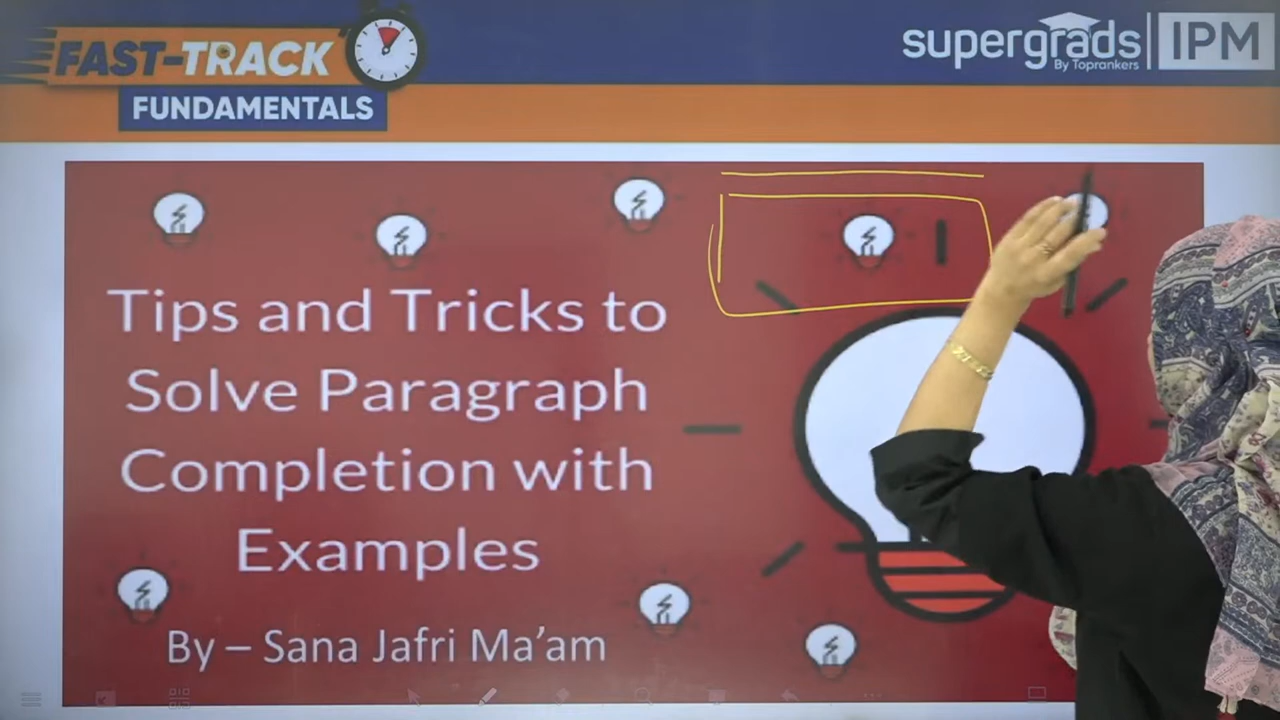 FAST-TRACK
FUNDAMENTALS
supergrads
By Toprankers
IPM
Tips and Tricks to
Solve Paragraph
Completion with
Examples
By – Sana Jafri Ma’am